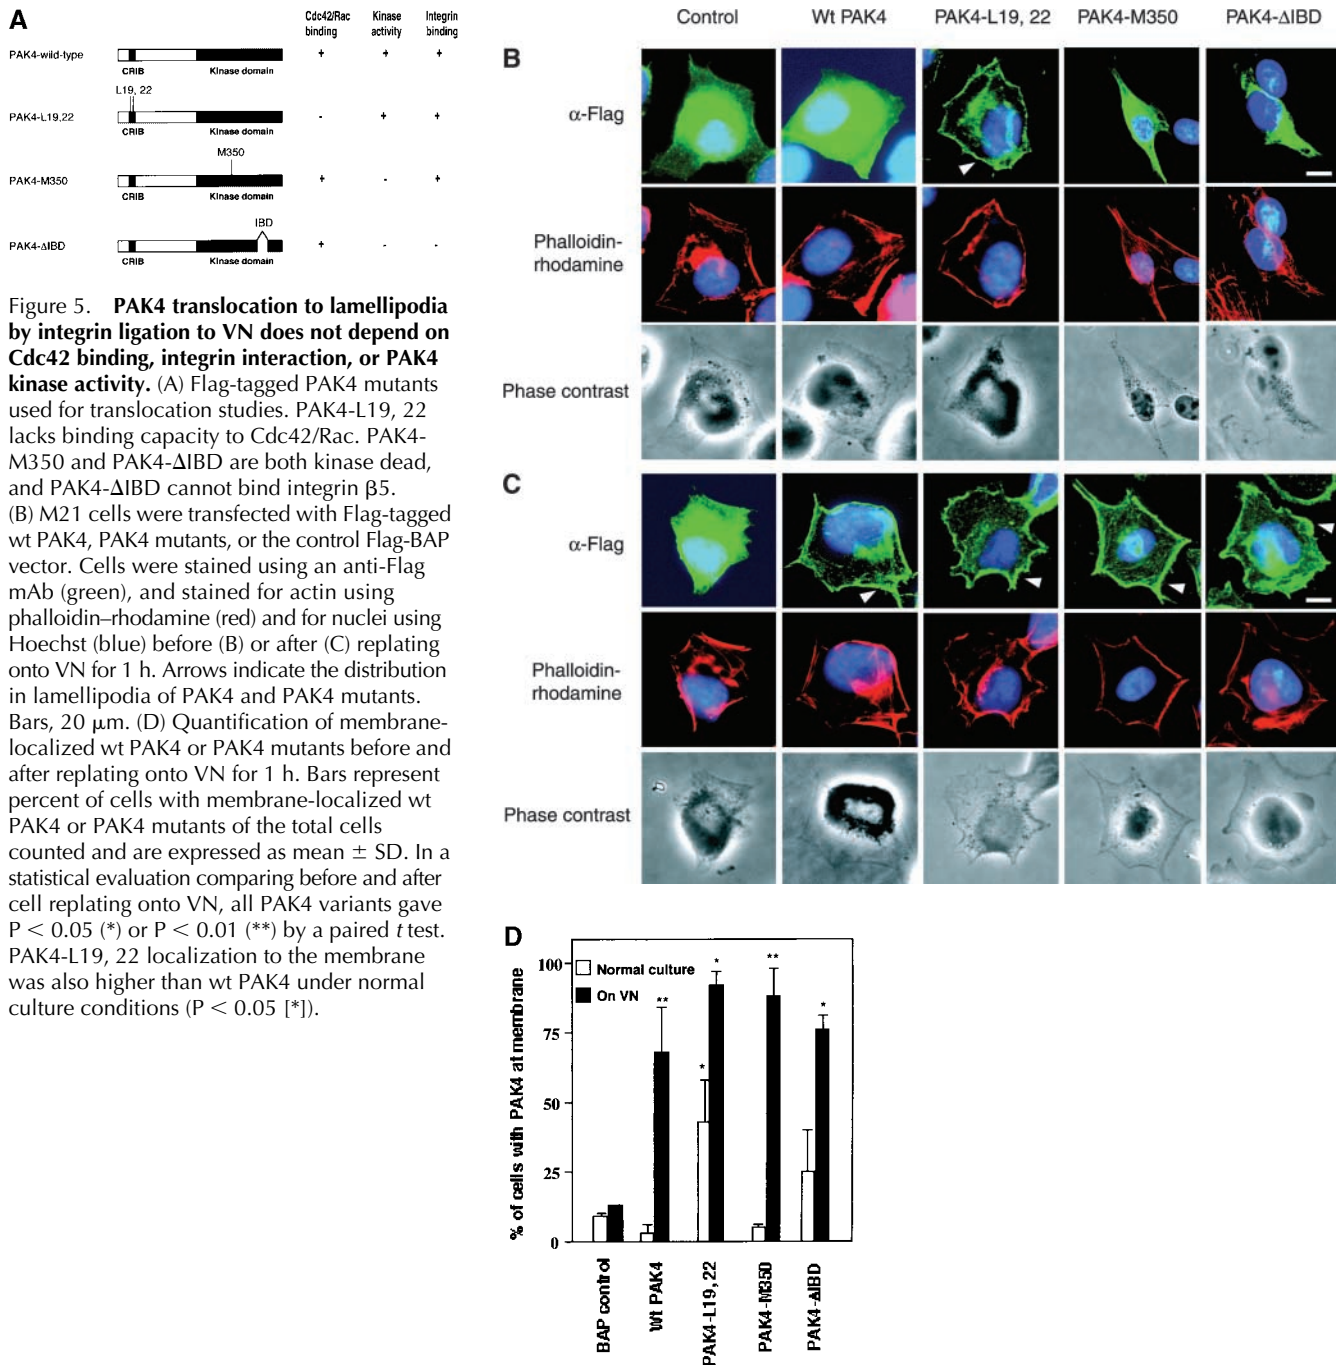 A
Cdc42/Rac binding
Kinase activity
Integrin binding
PAK4-wild-type
+ + +
CRIB
Kinase domain
L19, 22
PAK4-L19,22
- + +
CRIB
Kinase domain
M350
PAK4-M350
+ - +
CRIB
Kinase domain
IBD
PAK4-ΔIBD
+ - -
CRIB
Kinase domain
Figure 5. PAK4 translocation to lamellipodia
by integrin ligation to VN does not depend on
Cdc42 binding, integrin interaction, or PAK4
kinase activity. (A) Flag-tagged PAK4 mutants
used for translocation studies. PAK4-L19, 22
lacks binding capacity to Cdc42/Rac. PAK4-
M350 and PAK4-ΔIBD are both kinase dead,
and PAK4-ΔIBD cannot bind integrin β5.
(B) M21 cells were transfected with Flag-tagged
wt PAK4, PAK4 mutants, or the control Flag-BAP
vector. Cells were stained using an anti-Flag
mAb (green), and stained for actin using
phalloidin–rhodamine (red) and for nuclei using
Hoechst (blue) before (B) or after (C) replating
onto VN for 1 h. Arrows indicate the distribution
in lamellipodia of PAK4 and PAK4 mutants.
Bars, 20 μm. (D) Quantification of membrane-
localized wt PAK4 or PAK4 mutants before and
after replating onto VN for 1 h. Bars represent
percent of cells with membrane-localized wt
PAK4 or PAK4 mutants of the total cells
counted and are expressed as mean ± SD. In a
statistical evaluation comparing before and after
cell replating onto VN, all PAK4 variants gave
P < 0.05 (*) or P < 0.01 (**) by a paired t test.
PAK4-L19, 22 localization to the membrane
was also higher than wt PAK4 under normal
culture conditions (P < 0.05 [*]).
Control
Wt PAK4
PAK4-L19, 22
PAK4-M350
PAK4-ΔIBD
B
α-Flag
Phalloidin-
rhodamine
Phase contrast
C
α-Flag
Phalloidin-
rhodamine
Phase contrast
D
% of cells with PAK4 at membrane
100
75
50
25
0
Normal culture
On VN
**
*
*
**
*
BAP control
Wt PAK4
PAK4-L19, 22
PAK4-M350
PAK4-ΔIBD